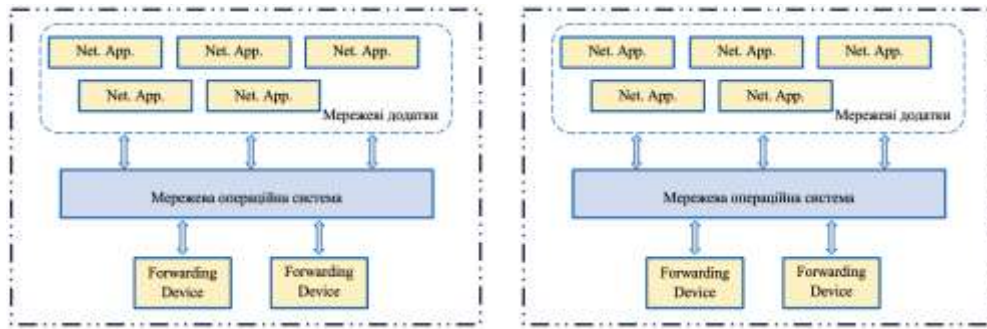 Net. App. Net. App. Net. App.
Net. App. Net. App.
Мережеві додатки
Мережева операційна система
Forwarding Device
Forwarding Device
Net. App. Net. App. Net. App.
Net. App. Net. App.
Мережеві додатки
Мережева операційна система
Forwarding Device
Forwarding Device